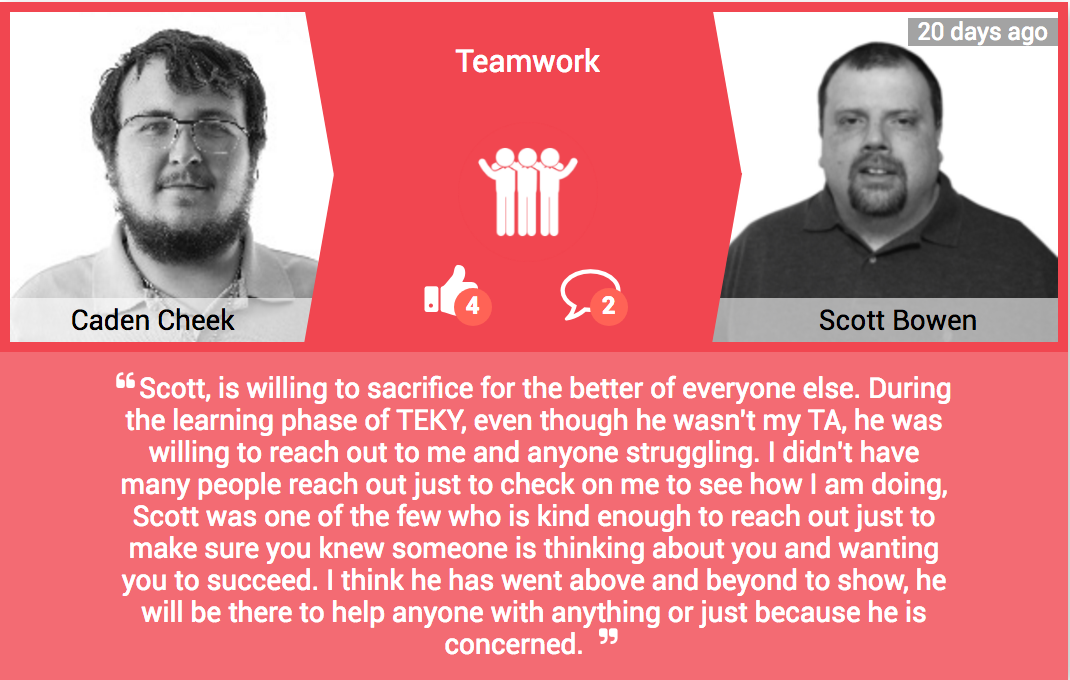 20 days ago
Teamwork
4
2
Caden Cheek
Scott Bowen
“ Scott, is willing to sacrifice for the better of everyone else. During
the learning phase of TEKY, even though he wasn't my TA, he was
willing to reach out to me and anyone struggling. I didn't have
many people reach out just to check on me to see how I am doing,
Scott was one of the few who is kind enough to reach out just to
make sure you knew someone is thinking about you and wanting
you to succeed. I think he has went above and beyond to show, he
will be there to help anyone with anything or just because he is
concerned. ”